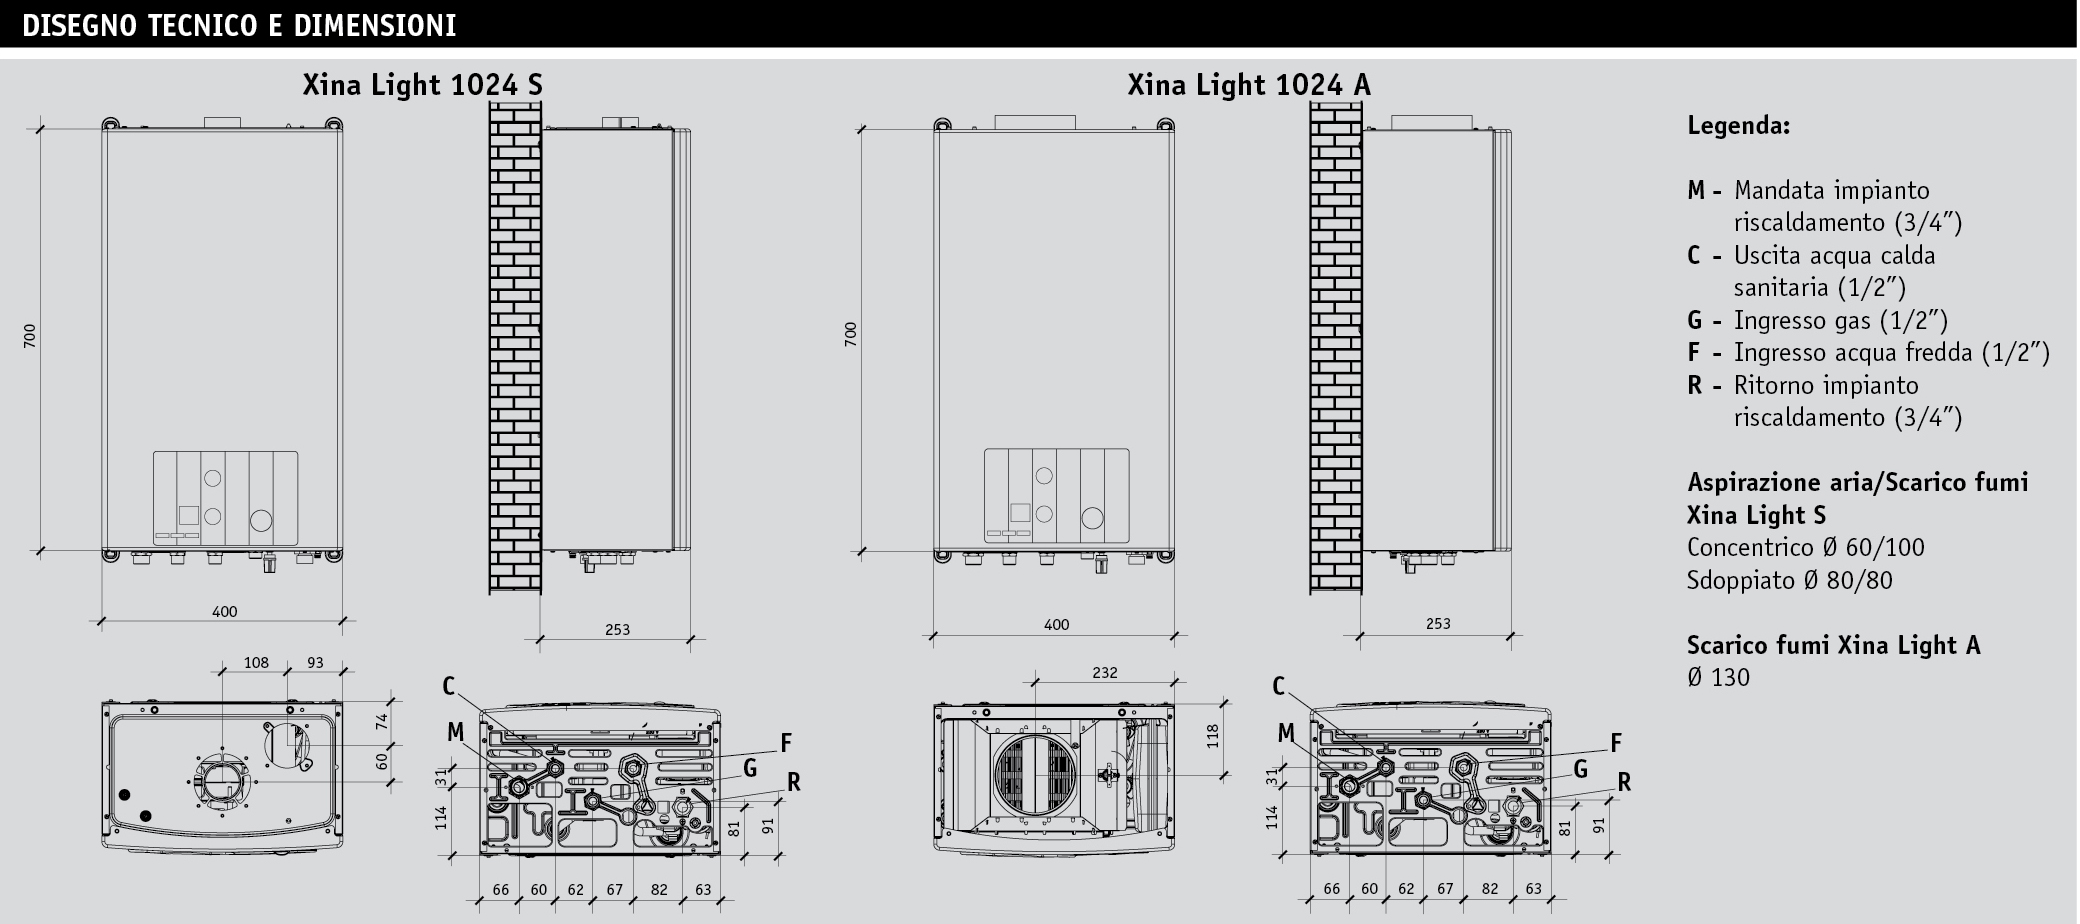 DISEGNO TECNICO E DIMENSIONI
Xina Light 1024 S
700
400
253
108
93
74
60
C
M
F
G
R
31
114
81
91
66
60
62
67
82
63
Xina Light 1024 A
700
400
253
232
118
C
M
F
G
R
31
114
81
91
66
60
62
67
82
63
Legenda:
M - Mandata impianto
riscaldamento (3/4”)
C - Uscita acqua calda
sanitaria (1/2”)
G - Ingresso gas (1/2”)
F - Ingresso acqua fredda (1/2”)
R - Ritorno impianto
riscaldamento (3/4”)
Aspirazione aria/Scarico fumi
Xina Light S
Concentrico Ø 60/100
Sdoppiato Ø 80/80
Scarico fumi Xina Light A
Ø 130